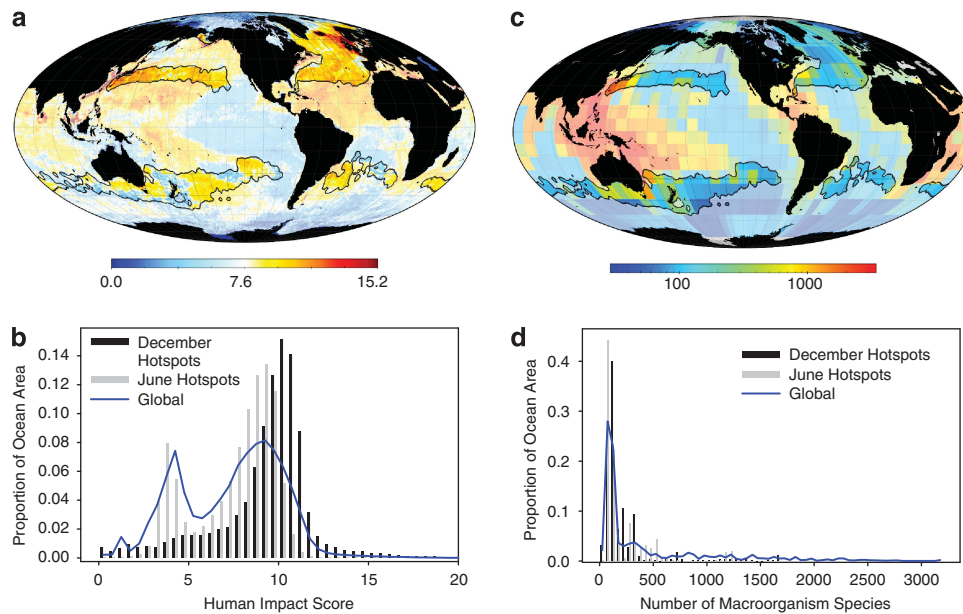 a
0.0 7.6 15.2
c
100 1000
b
Proportion of Ocean Area
0.14
0.12
0.10
0.08
0.06
0.04
0.02
0.00
December
Hotspots
June Hotspots
Global
0 5 10 15 20
Human Impact Score
d
Proportion of Ocean Area
0.4
0.3
0.2
0.1
0.0
December Hotspots
June Hotspots
Global
0 500 1000 1500 2000 2500 3000
Number of Macroorganism Species